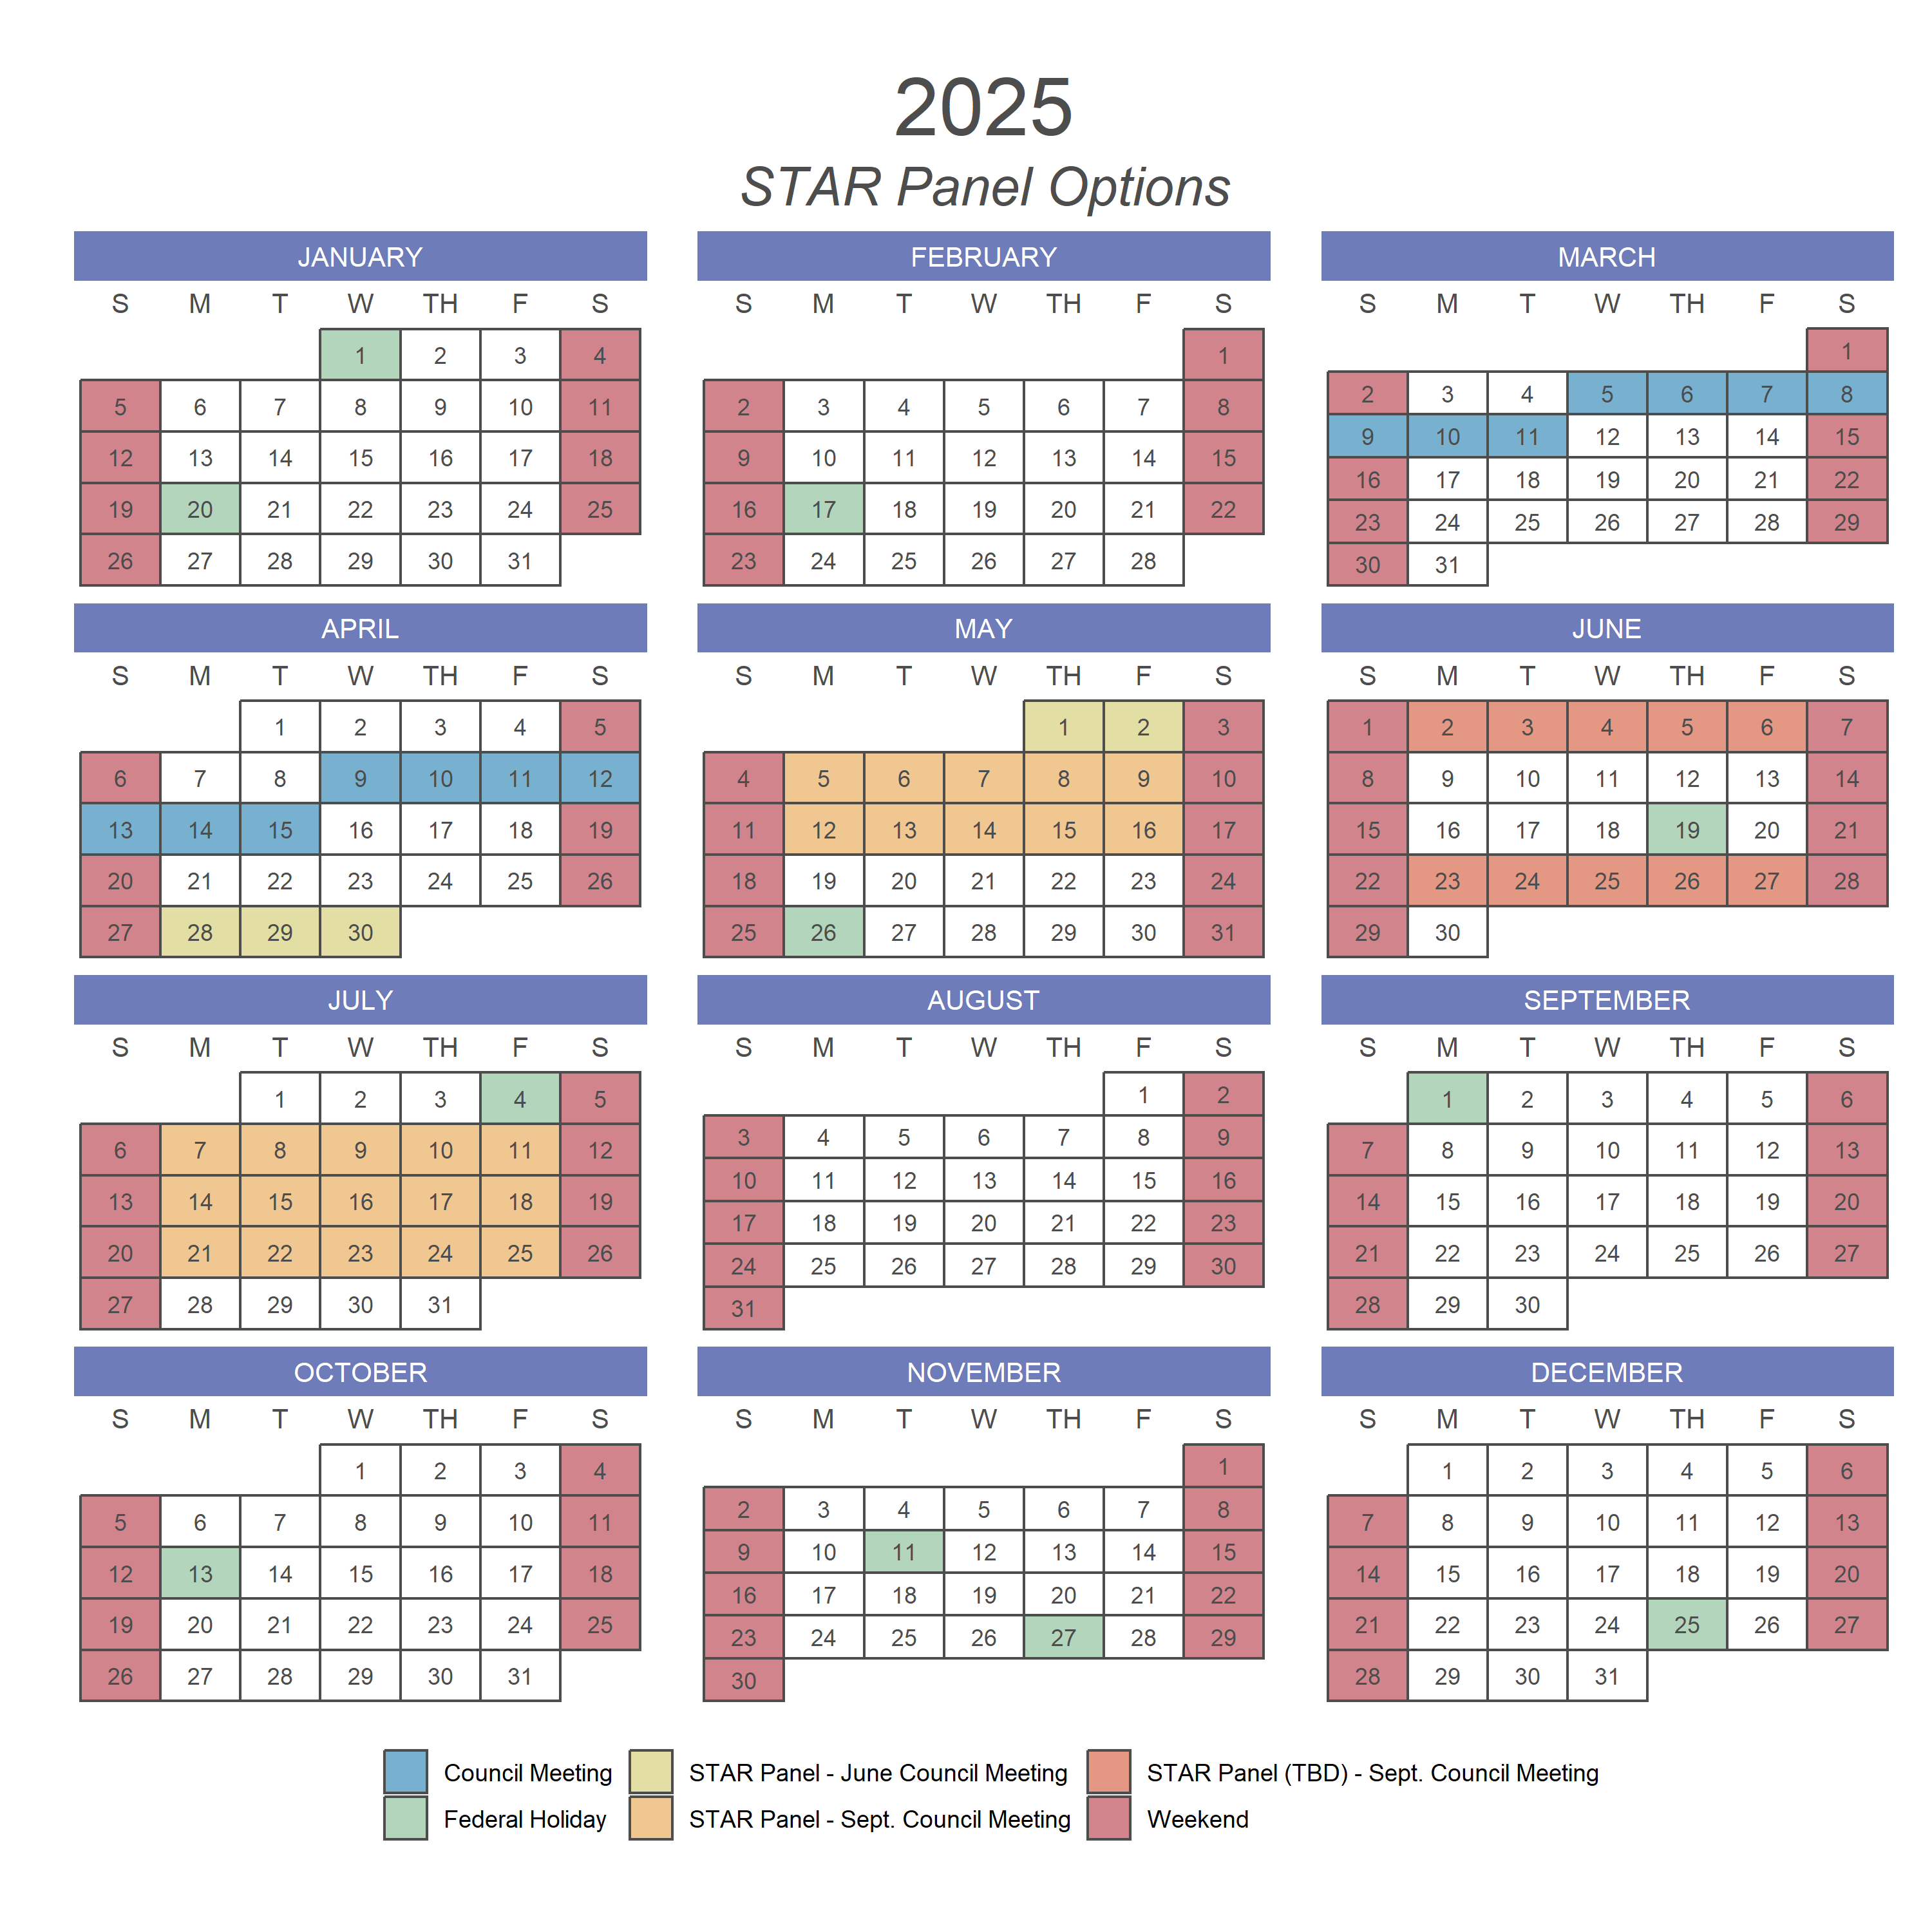 2025
STAR Panel Options
JANUARY
S M T W TH F S
1 2 3 4
5 6 7 8 9 10 11
12 13 14 15 16 17 18
19 20 21 22 23 24 25
26 27 28 29 30 31
FEBRUARY
S M T W TH F S
1
2 3 4 5 6 7 8
9 10 11 12 13 14 15
16 17 18 19 20 21 22
23 24 25 26 27 28
MARCH
S M T W TH F S
1
2 3 4 5 6 7 8
9 10 11 12 13 14 15
16 17 18 19 20 21 22
23 24 25 26 27 28 29
30 31
APRIL
S M T W TH F S
1 2 3 4 5
6 7 8 9 10 11 12
13 14 15 16 17 18 19
20 21 22 23 24 25 26
27 28 29 30
MAY
S M T W TH F S
1 2 3
4 5 6 7 8 9 10
11 12 13 14 15 16 17
18 19 20 21 22 23 24
25 26 27 28 29 30 31
JUNE
S M T W TH F S
1 2 3 4 5 6 7
8 9 10 11 12 13 14
15 16 17 18 19 20 21
22 23 24 25 26 27 28
29 30
JULY
S M T W TH F S
1 2 3 4 5
6 7 8 9 10 11 12
13 14 15 16 17 18 19
20 21 22 23 24 25 26
27 28 29 30 31
AUGUST
S M T W TH F S
1 2
3 4 5 6 7 8 9
10 11 12 13 14 15 16
17 18 19 20 21 22 23
24 25 26 27 28 29 30
31
SEPTEMBER
S M T W TH F S
1 2 3 4 5 6
7 8 9 10 11 12 13
14 15 16 17 18 19 20
21 22 23 24 25 26 27
28 29 30
OCTOBER
S M T W TH F S
1 2 3 4
5 6 7 8 9 10 11
12 13 14 15 16 17 18
19 20 21 22 23 24 25
26 27 28 29 30 31
NOVEMBER
S M T W TH F S
1
2 3 4 5 6 7 8
9 10 11 12 13 14 15
16 17 18 19 20 21 22
23 24 25 26 27 28 29
30
DECEMBER
S M T W TH F S
1 2 3 4 5 6
7 8 9 10 11 12 13
14 15 16 17 18 19 20
21 22 23 24 25 26 27
28 29 30 31
Council Meeting STAR Panel - June Council Meeting STAR Panel (TBD) - Sept. Council Meeting
Federal Holiday STAR Panel - Sept. Council Meeting Weekend